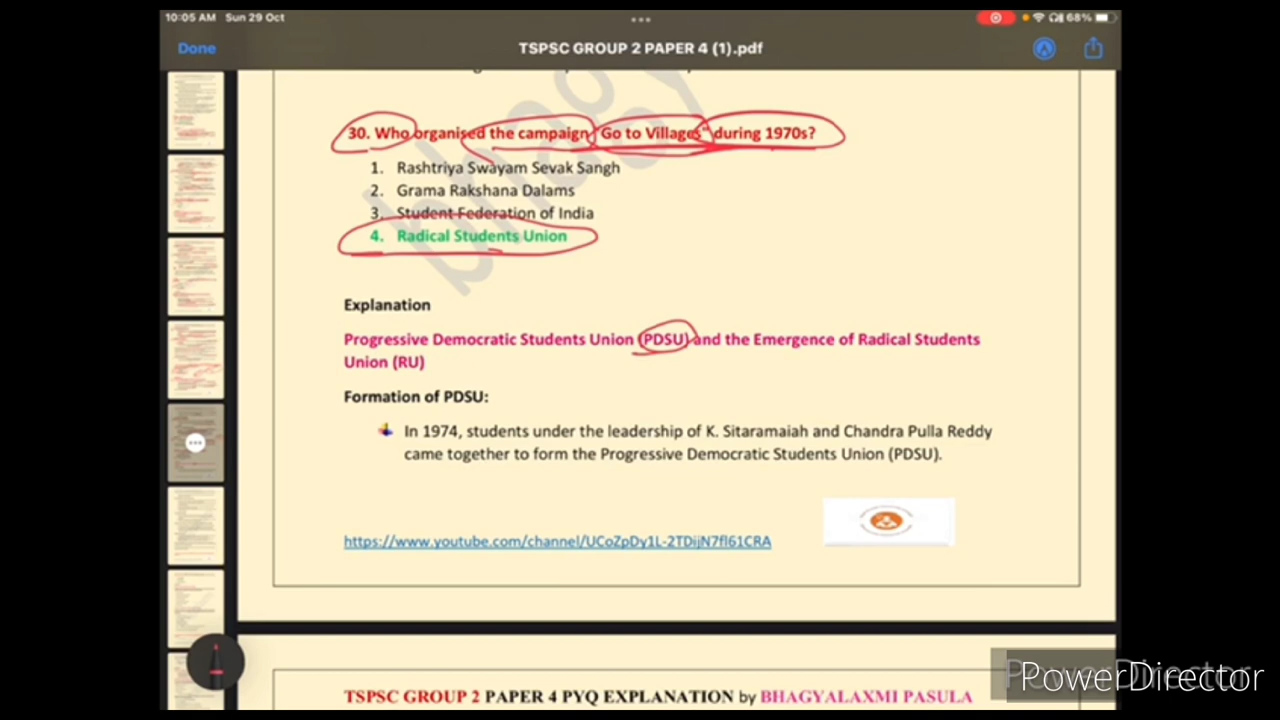 10:05 AM Sun 29 Oct
68%
Done
TSPSC GROUP 2 PAPER 4 (1).pdf
30. Who organised the campaign Go to Villages" during 1970s?
1. Rashtriya Swayam Sevak Sangh
2. Grama Rakshana Dalams
3. Student Federation of India
4. Radical Students Union
Explanation
Progressive Democratic Students Union (PDSU) and the Emergence of Radical Students
Union (RU)
Formation of PDSU:
In 1974, students under the leadership of K. Sitaramaiah and Chandra Pulla Reddy
came together to form the Progressive Democratic Students Union (PDSU).
https://www.youtube.com/channel/UCoZpDy1L-2TDijN7fl61CRA
PowerDirector
TSPSC GROUP 2 PAPER 4 PYQ EXPLANATION by BHAGYALAXMI PASULA